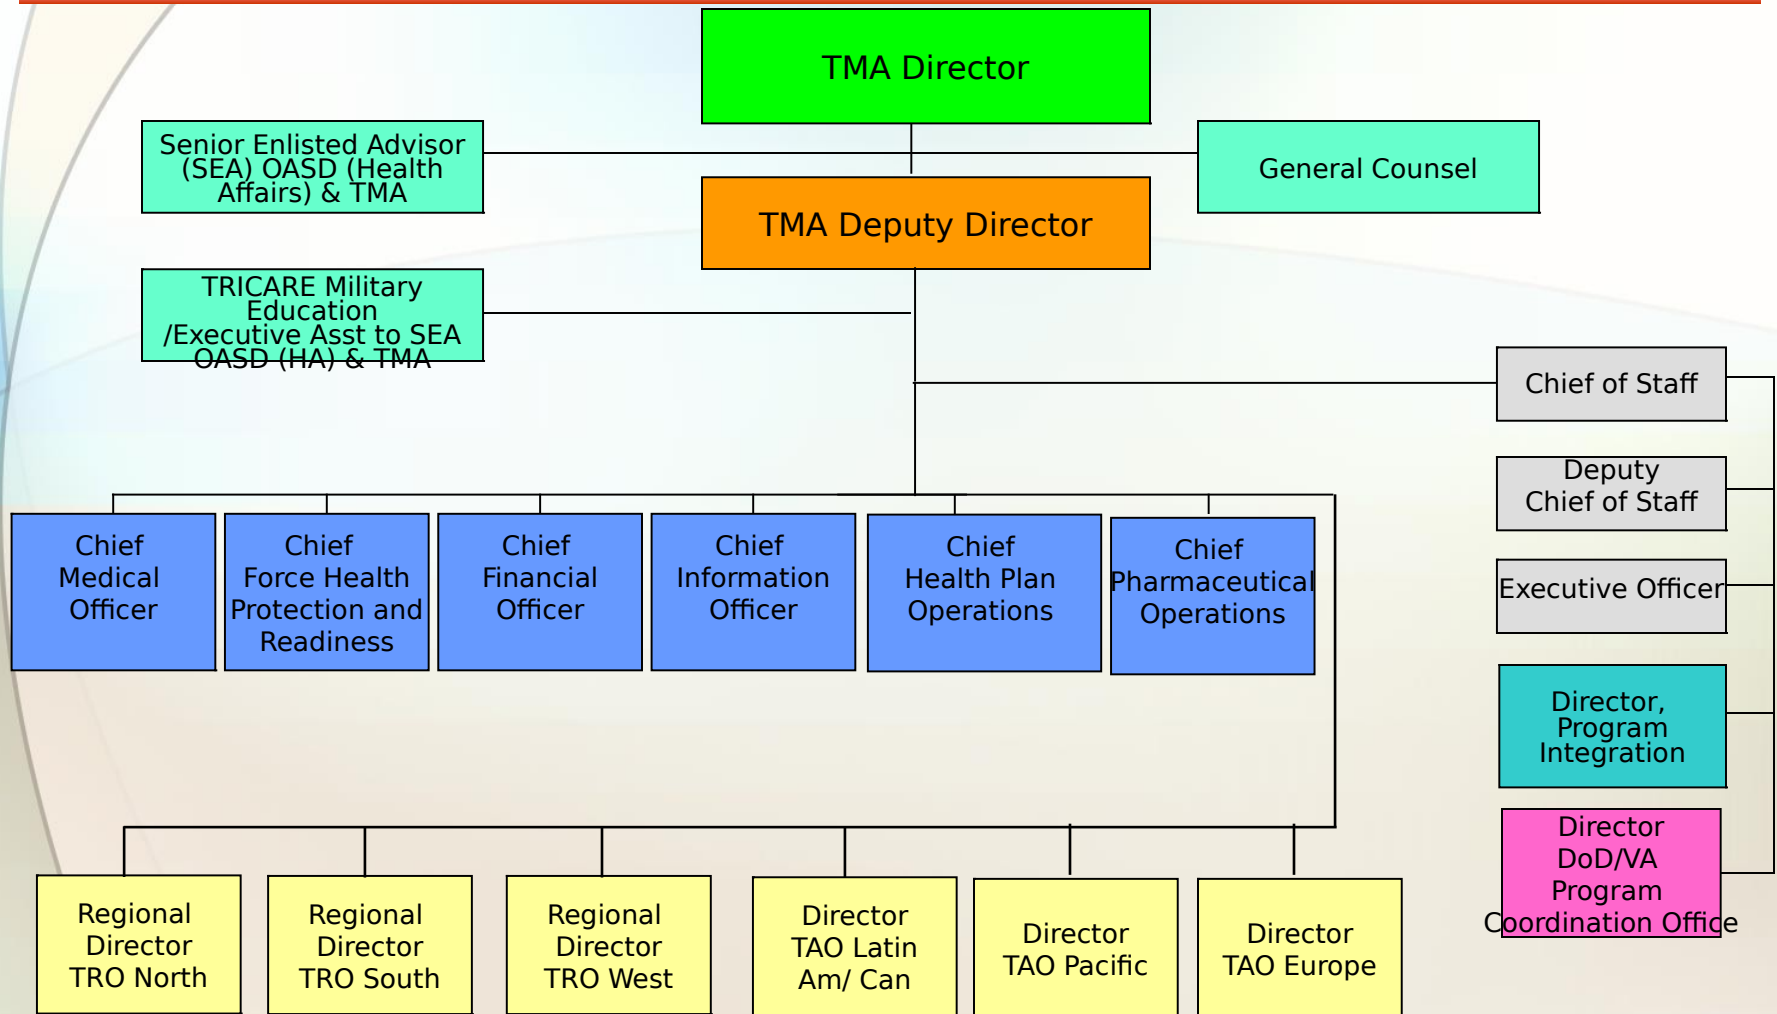 TMA Director
Senior Enlisted Advisor
(SEA) OASD (Health
Affairs) & TMA
General Counsel
TMA Deputy Director
TRICARE Military
Education
/Executive Asst to SEA
OASD (HA) & TMA
Chief of Staff
Deputy
Chief of Staff
Executive Officer
Director,
Program
Integration
Director
DoD/VA
Program
Coordination Office
Chief
Medical
Officer
Chief
Force Health
Protection and
Readiness
Chief
Financial
Officer
Chief
Information
Officer
Chief
Health Plan
Operations
Chief
Pharmaceutical
Operations
Regional
Director
TRO North
Regional
Director
TRO South
Regional
Director
TRO West
Director
TAO Latin
Am/ Can
Director
TAO Pacific
Director
TAO Europe